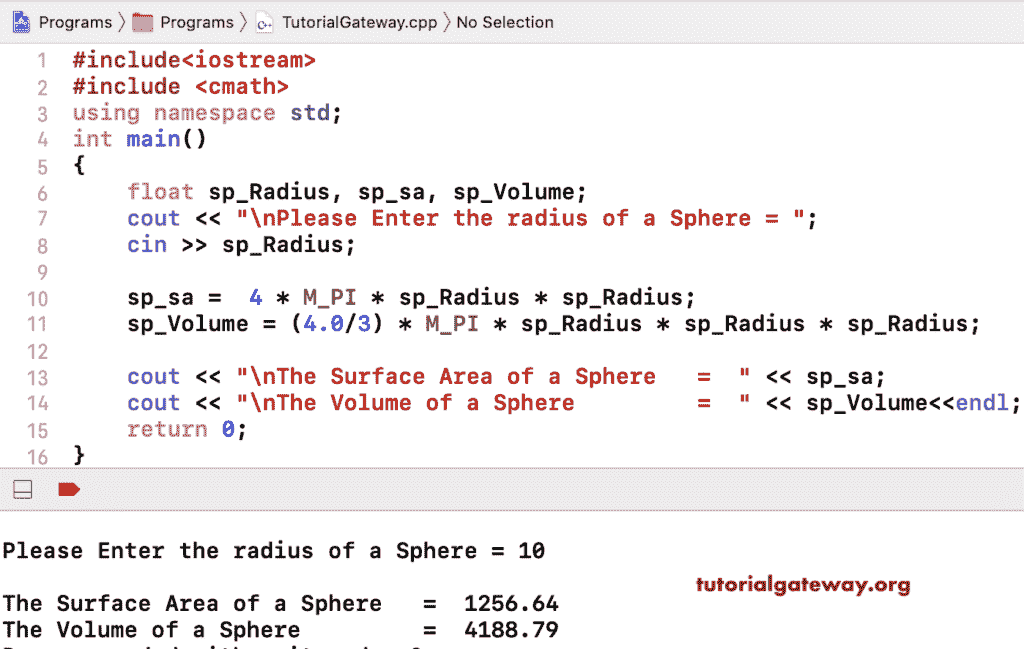 Programs Programs TutorialGateway.cpp No Selection
1 #include<iostream>
2 #include <cmath>
3 using namespace std;
4 int main()
5 {
6 float sp_Radius, sp_sa, sp_Volume;
7 cout << "\nPlease Enter the radius of a Sphere = ";
8 cin >> sp_Radius;
9
10 sp_sa =  4 * M_PI * sp_Radius * sp_Radius;
11 sp_Volume = (4.0/3) * M_PI * sp_Radius * sp_Radius * sp_Radius;
12
13 cout << "\nThe Surface Area of a Sphere   =  " << sp_sa;
14 cout << "\nThe Volume of a Sphere         =  " << sp_Volume<<endl;
15 return 0;
16 }
Please Enter the radius of a Sphere = 10
tutorialgateway.org
The Surface Area of a Sphere   =  1256.64
The Volume of a Sphere         =  4188.79